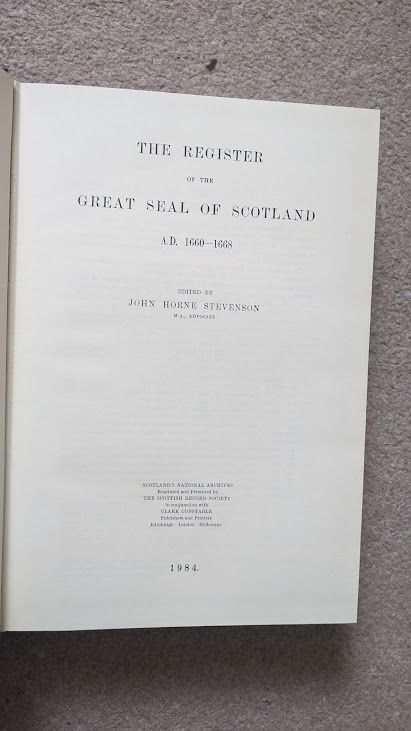 THE REGISTER
OF THE
GREAT SEAL OF SCOTLAND
A.D. 1660—1668
EDITED BY
JOHN HORNE STEVENSON
M.A., ADVOCATE
SCOTLAND'S NATIONAL ARCHIVES
Reprinted and Presented by
THE SCOTTISH RECORD SOCIETY
in conjunction with
CLARK CONSTABLE
Publishers and Printers
Edinburgh · London · Melbourne
1984.